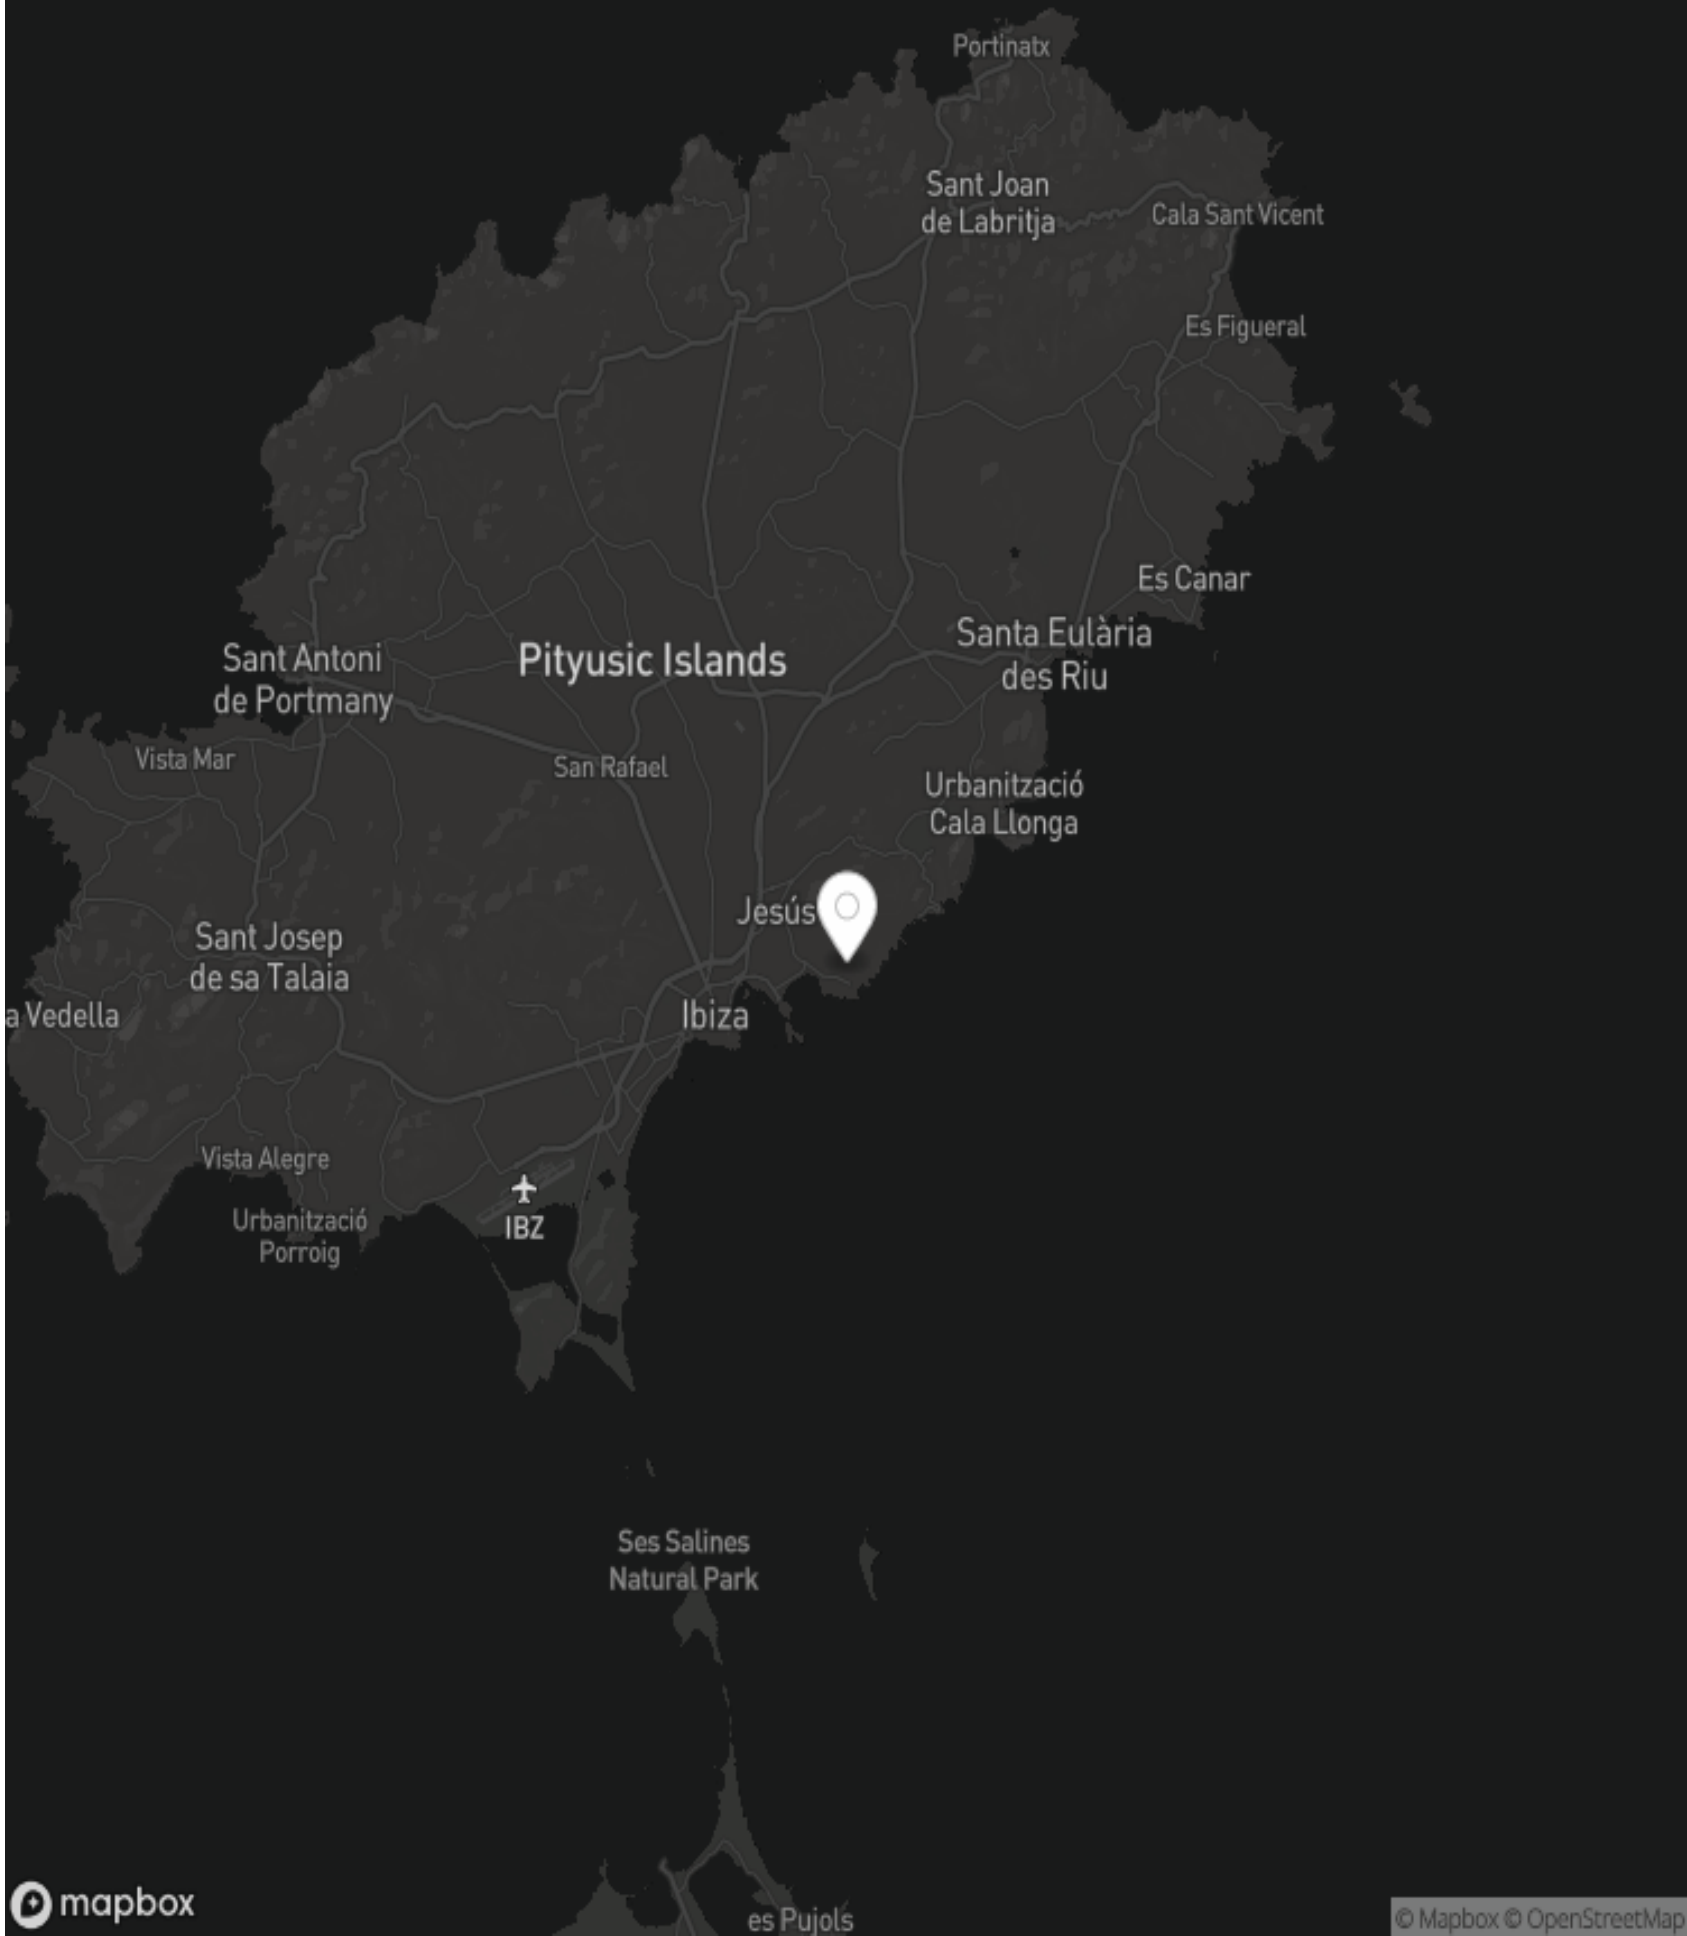 Portinatx
Sant Joan
de Labritja
Cala Sant Vicent
Es Figueral
Es Canar
Santa Eulària
des Riu
Sant Antoni
de Portmany
Pityusic Islands
Vista Mar
San Rafael
Urbanització
Cala Llonga
Jesús
Sant Josep
de sa Talaia
a Vedella
Ibiza
Vista Alegre
IBZ
Urbanització
Porroig
Ses Salines
Natural Park
es Pujols
mapbox
© Mapbox © OpenStreetMap